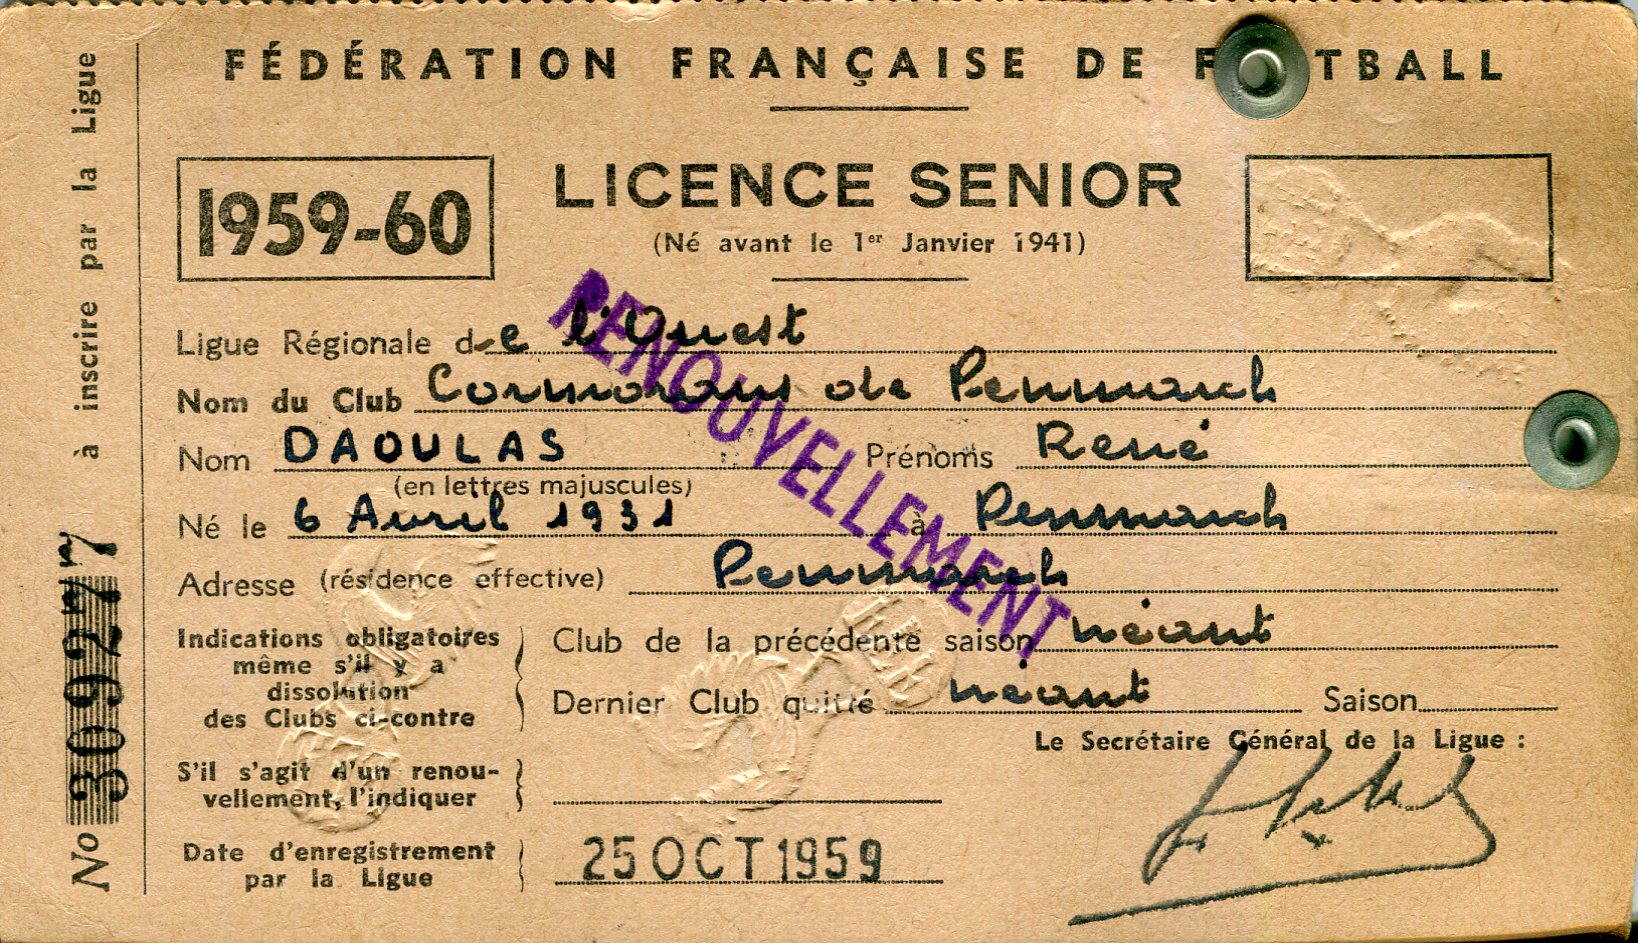 FÉDÉRATION FRANÇAISE DE F TBALL
1959-60
LICENCE SENIOR
(Né avant le 1er Janvier 1941)
Ligue Régionale de l'Ouest
Nom du Club Cormorans de Penmarch
Nom DAOULAS Prénoms René
(en lettres majuscules)
Né le 6 Avril 1931 à Penmarch
Adresse (résidence effective) Penmarch
Indications obligatoires
même s'il y a
dissolution
des Clubs ci-contre
Club de la précédente saison néant
Dernier Club quitté néant Saison
Le Secrétaire Général de la Ligue :
S'il s'agit d'un renou-
vellement, l'indiquer
Date d'enregistrement
par la Ligue
25 OCT 1959
RENOUVELLEMENT
No 30927 à inscrire par la Ligue